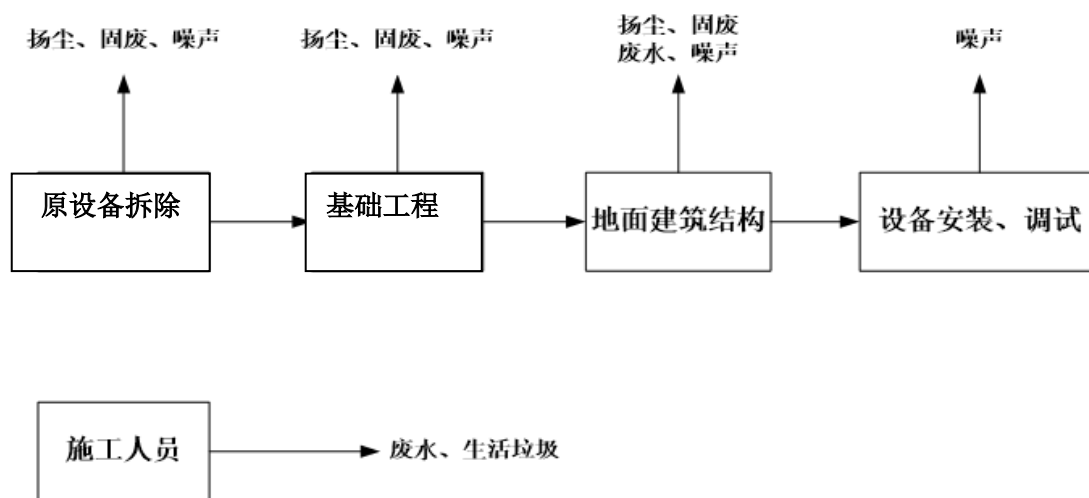 扬尘、固废、噪声
扬尘、固废、噪声
扬尘、固废
废水、噪声
噪声
原设备拆除
基础工程
地面建筑结构
设备安装、调试
施工人员
废水、生活垃圾